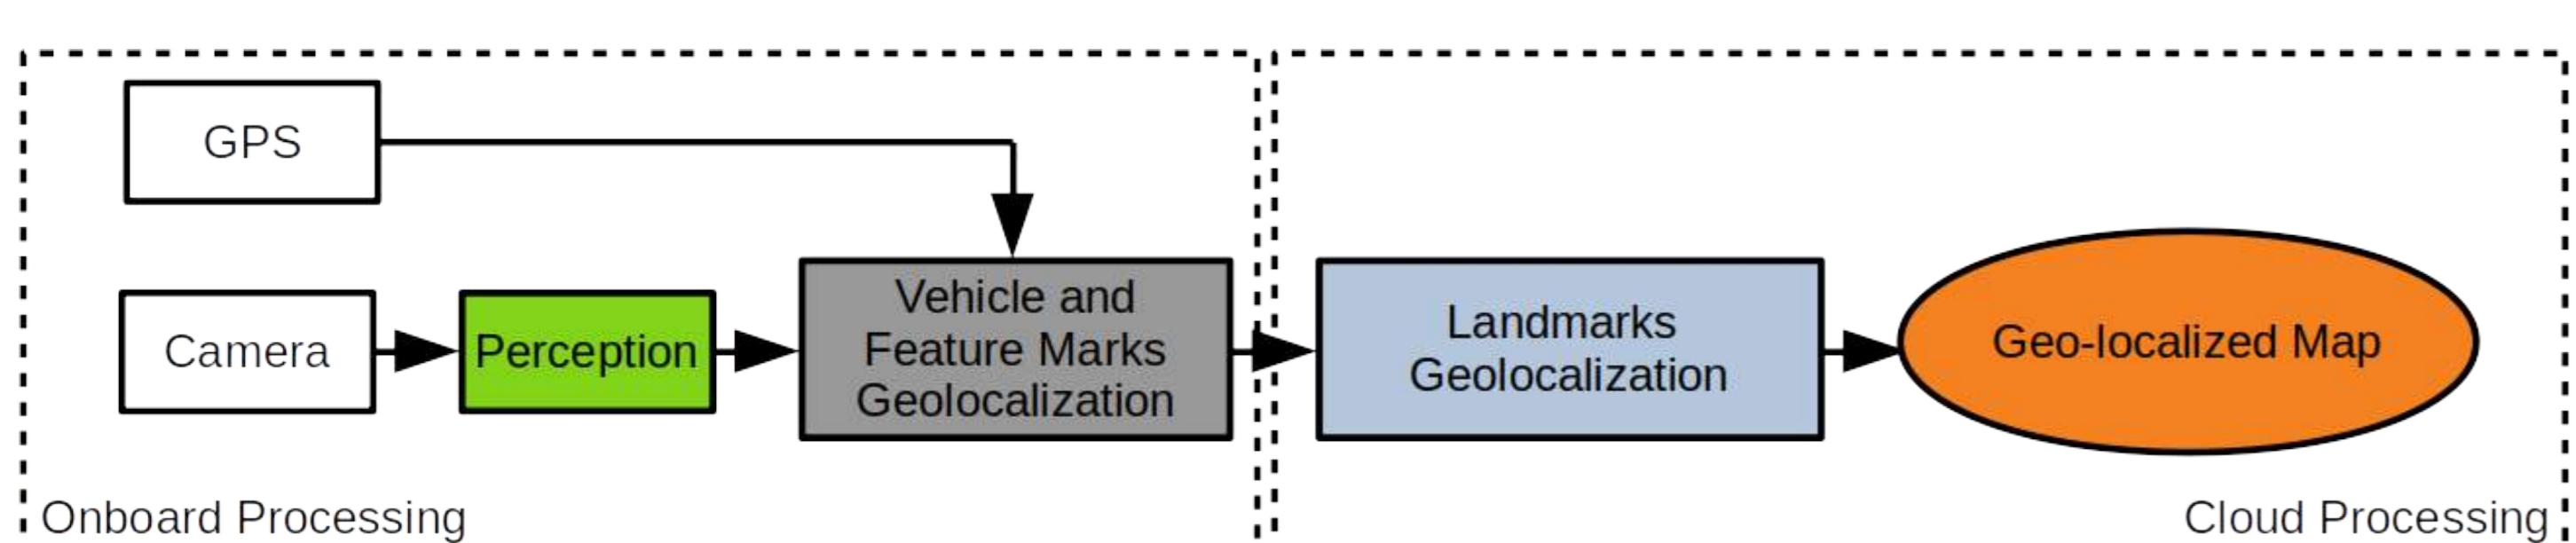 GPS
Camera
Perception
Vehicle and
Feature Marks
Geolocalization
Landmarks
Geolocalization
Geo-localized Map
Onboard Processing
Cloud Processing